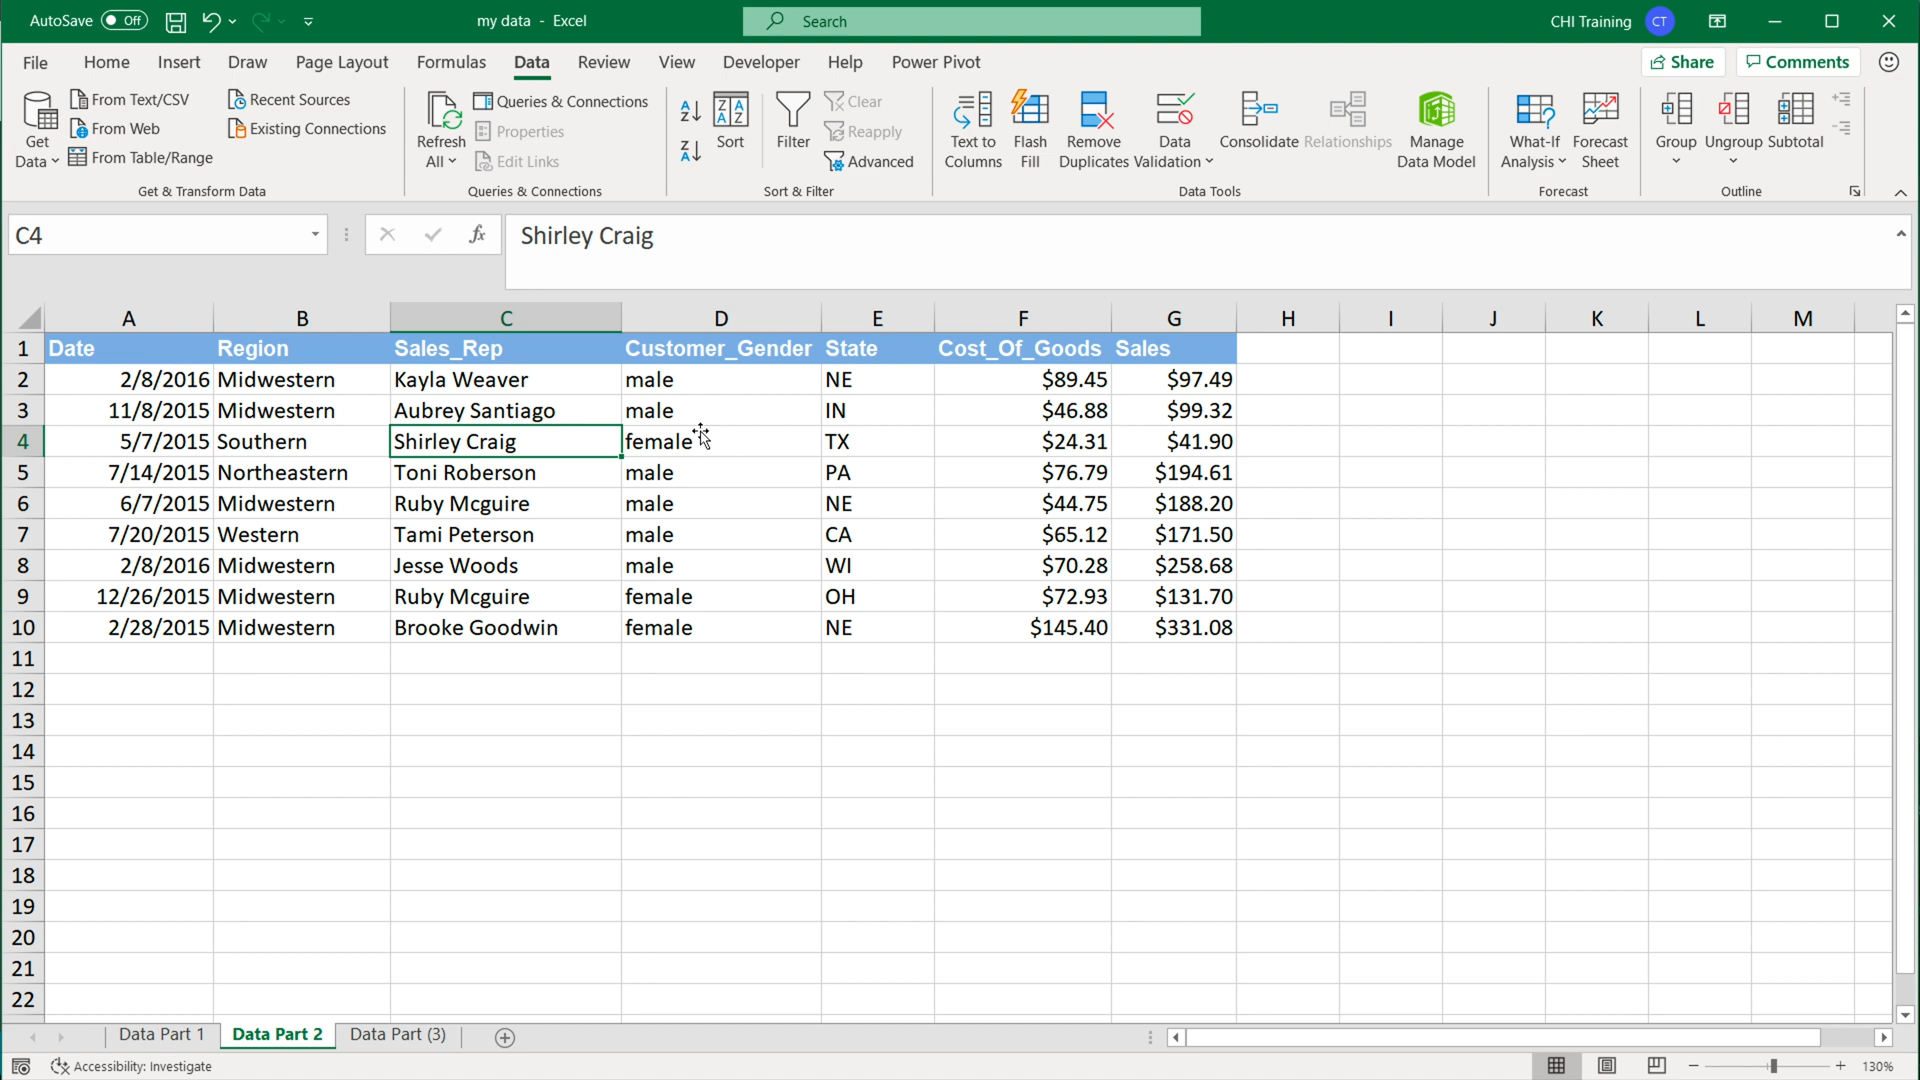 AutoSave Off my data - Excel Search CHI Training CT
File Home Insert Draw Page Layout Formulas Data Review View Developer Help Power Pivot Share Comments
Get Data
From Text/CSV
From Web
From Table/Range
Recent Sources
Existing Connections
Get & Transform Data
Refresh All
Queries & Connections
Properties
Edit Links
Queries & Connections
Sort
Filter
Clear
Reapply
Advanced
Sort & Filter
Text to Columns
Flash Fill
Remove Duplicates
Data Validation
Consolidate
Relationships
Manage Data Model
Data Tools
What-If Analysis
Forecast Sheet
Forecast
Group
Ungroup
Subtotal
Outline
C4 fx Shirley Craig
A B C D E F G H I J K L M
1 Date Region Sales_Rep Customer_Gender State Cost_Of_Goods Sales
2 2/8/2016 Midwestern Kayla Weaver male NE $89.45 $97.49
3 11/8/2015 Midwestern Aubrey Santiago male IN $46.88 $99.32
4 5/7/2015 Southern Shirley Craig female TX $24.31 $41.90
5 7/14/2015 Northeastern Toni Roberson male PA $76.79 $194.61
6 6/7/2015 Midwestern Ruby Mcguire male NE $44.75 $188.20
7 7/20/2015 Western Tami Peterson male CA $65.12 $171.50
8 2/8/2016 Midwestern Jesse Woods male WI $70.28 $258.68
9 12/26/2015 Midwestern Ruby Mcguire female OH $72.93 $131.70
10 2/28/2015 Midwestern Brooke Goodwin female NE $145.40 $331.08
11
12
13
14
15
16
17
18
19
20
21
22
Data Part 1 Data Part 2 Data Part (3)
Accessibility: Investigate 130%